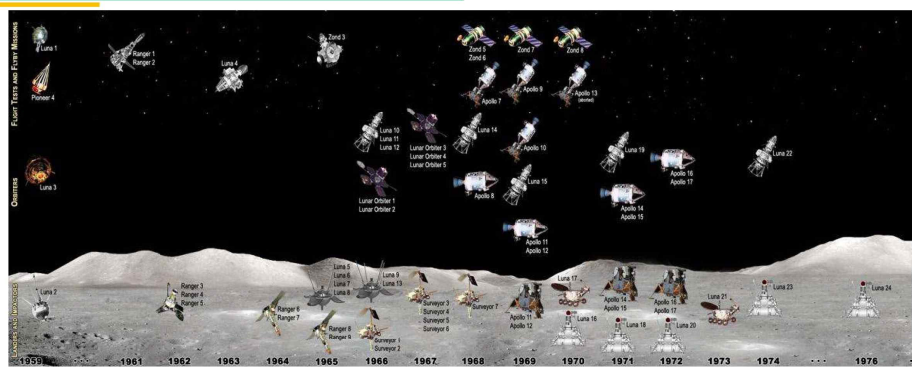 FLIGHT TESTS AND FLYBY MISSIONS
Luna 1
Pioneer 4
Ranger 1
Ranger 2
Luna 4
Zond 3
Zond 5
Zond 6
Zond 7
Zond 8
Apollo 7
Apollo 9
Apollo 13
(aborted)
ORBITERS
Luna 3
Luna 10
Luna 11
Luna 12
Lunar Orbiter 1
Lunar Orbiter 2
Lunar Orbiter 3
Lunar Orbiter 4
Lunar Orbiter 5
Luna 14
Apollo 8
Apollo 10
Luna 15
Apollo 11
Apollo 12
Luna 19
Apollo 14
Apollo 15
Apollo 16
Apollo 17
Luna 22
LANDERS AND IMPACTORS
Luna 2
Ranger 3
Ranger 4
Ranger 5
Ranger 6
Ranger 7
Luna 5
Luna 6
Luna 7
Luna 8
Ranger 8
Ranger 9
Luna 9
Luna 13
Surveyor 1
Surveyor 2
Surveyor 3
Surveyor 4
Surveyor 5
Surveyor 6
Surveyor 7
Apollo 11
Apollo 12
Luna 17
Luna 16
Apollo 14
Apollo 15
Luna 18
Apollo 16
Apollo 17
Luna 20
Luna 21
Luna 23
Luna 24
1959 · · · 1961 1962 1963 1964 1965 1966 1967 1968 1969 1970 1971 1972 1973 1974 · · · 1976